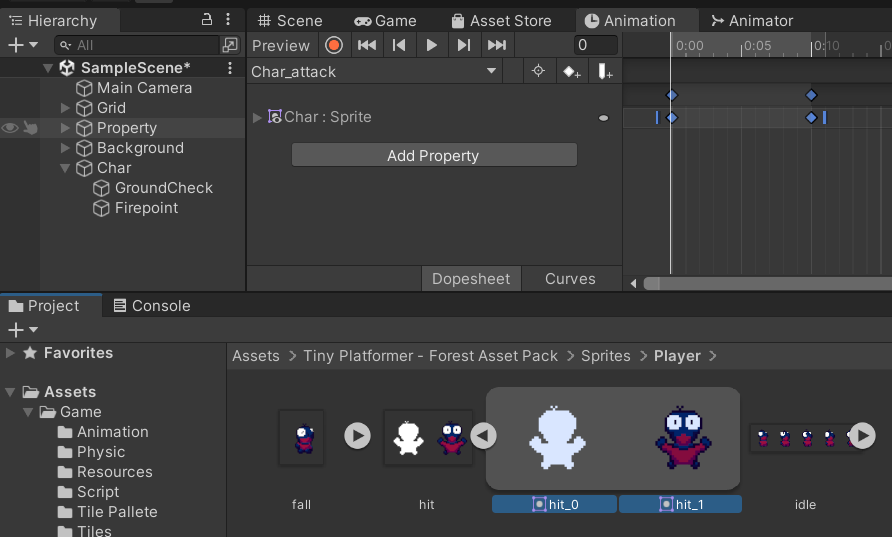 Hierarchy
Scene
Game
Asset Store
Animation
Animator
All
Preview
0
0:00
0:05
0:10
SampleScene*
Char_attack
Main Camera
Grid
Property
Background
Char
GroundCheck
Firepoint
Char : Sprite
Add Property
Dopesheet
Curves
Project
Console
Favorites
Assets
Game
Animation
Physic
Resources
Script
Tile Pallete
Tiles
Assets > Tiny Platformer - Forest Asset Pack > Sprites > Player >
fall
hit
hit_0
hit_1
idle